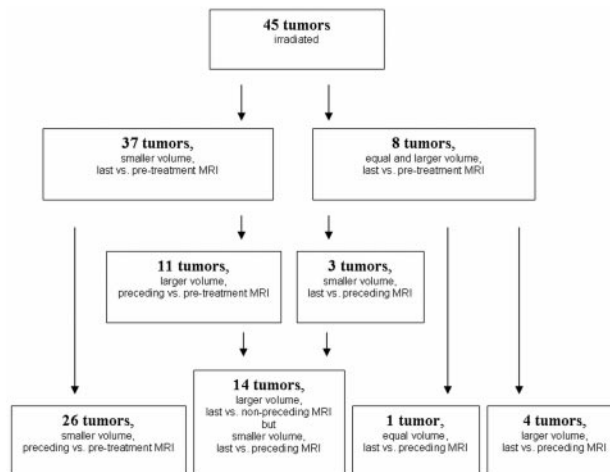 45 tumors
irradiated
37 tumors,
smaller volume,
last vs. pre-treatment MRI
8 tumors,
equal and larger volume,
last vs. pre-treatment MRI
11 tumors,
larger volume,
preceding vs. pre-treatment MRI
3 tumors,
smaller volume,
last vs. preceding MRI
14 tumors,
larger volume,
last vs. non-preceding MRI
but
smaller volume,
last vs. preceding MRI
26 tumors,
smaller volume,
preceding vs. pre-treatment MRI
1 tumor,
equal volume,
last vs. preceding MRI
4 tumors,
larger volume,
last vs. preceding MRI